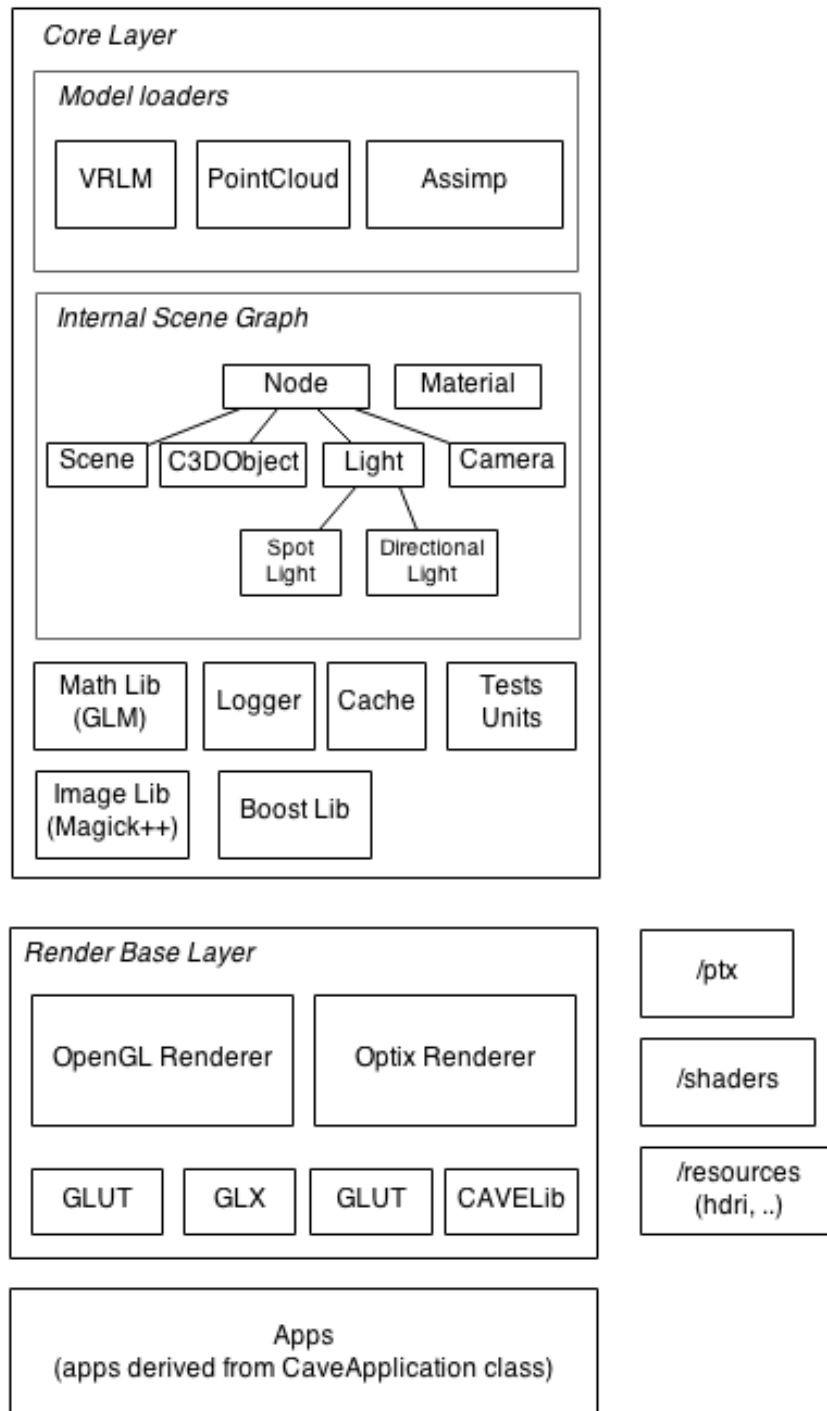 Core Layer
Model loaders
VRLM
PointCloud
Assimp
Internal Scene Graph
Node
Material
Scene
C3DObject
Light
Camera
Spot
Light
Directional
Light
Math Lib
(GLM)
Logger
Cache
Tests
Units
Image Lib
(Magick++)
Boost Lib
Render Base Layer
OpenGL Renderer
Optix Renderer
GLUT
GLX
GLUT
CAVELib
/ptx
/shaders
/resources
(hdri, ..)
Apps
(apps derived from CaveApplication class)